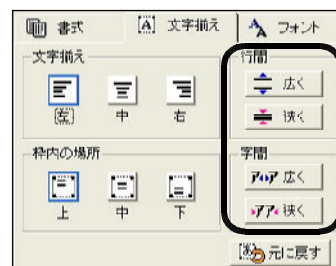 書式 文字揃え フォント
文字揃え 行間
広く
左 中 右 狭く
枠内の場所 字間
アア 広く
上 中 下 アア 狭く
元に戻す